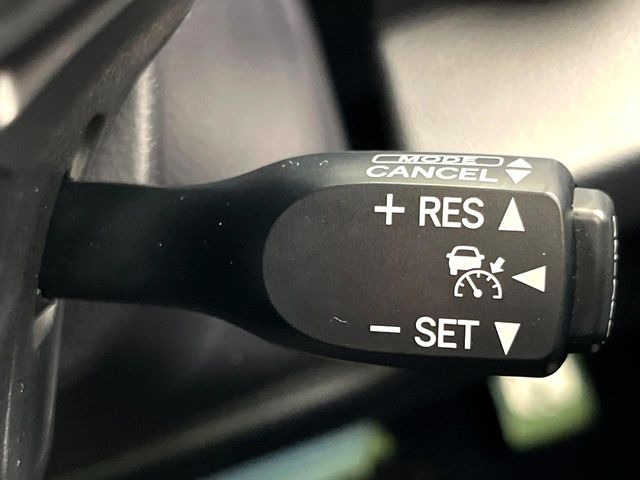 MODE
CANCEL
+ RES
- SET